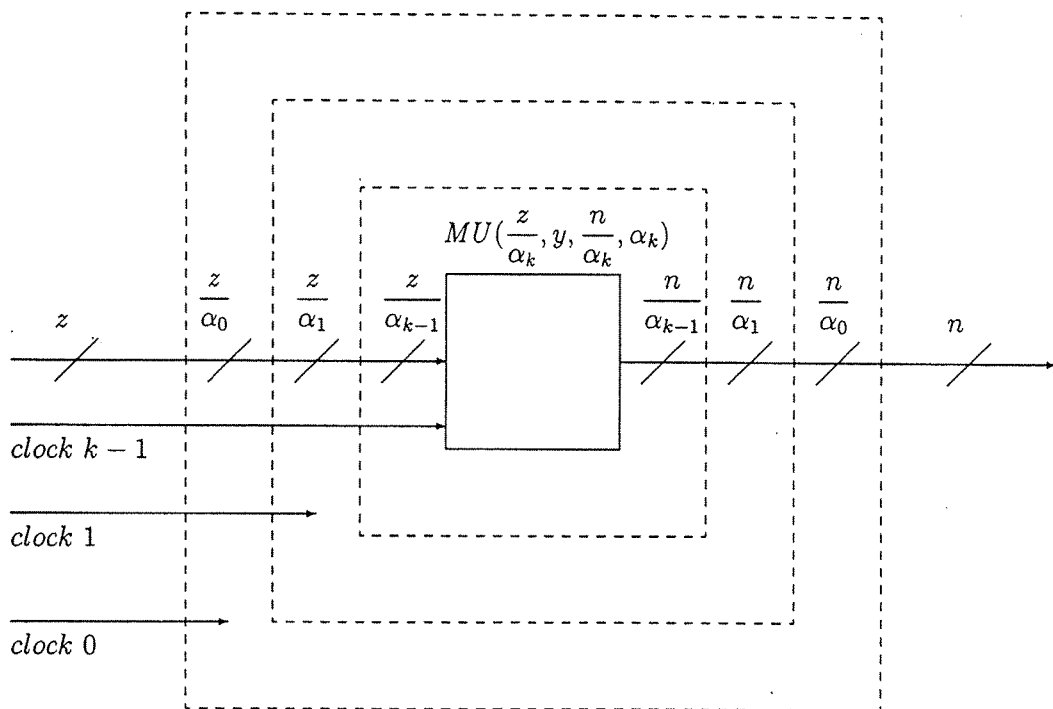 MU(z/α_k, y, n/α_k, α_k)
z
z/α_0
z/α_1
z/α_{k-1}
n/α_{k-1}
n/α_1
n/α_0
n
clock k − 1
clock 1
clock 0